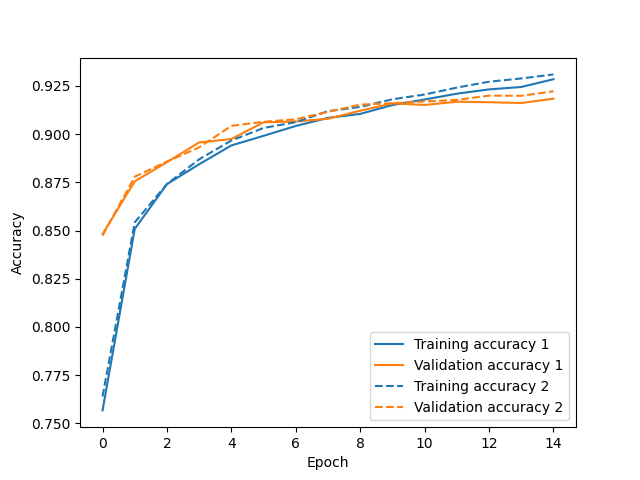 0.925
0.900
0.875
0.850
0.825
0.800
0.775
0.750
Accuracy
0 2 4 6 8 10 12 14
Epoch
Training accuracy 1
Validation accuracy 1
Training accuracy 2
Validation accuracy 2